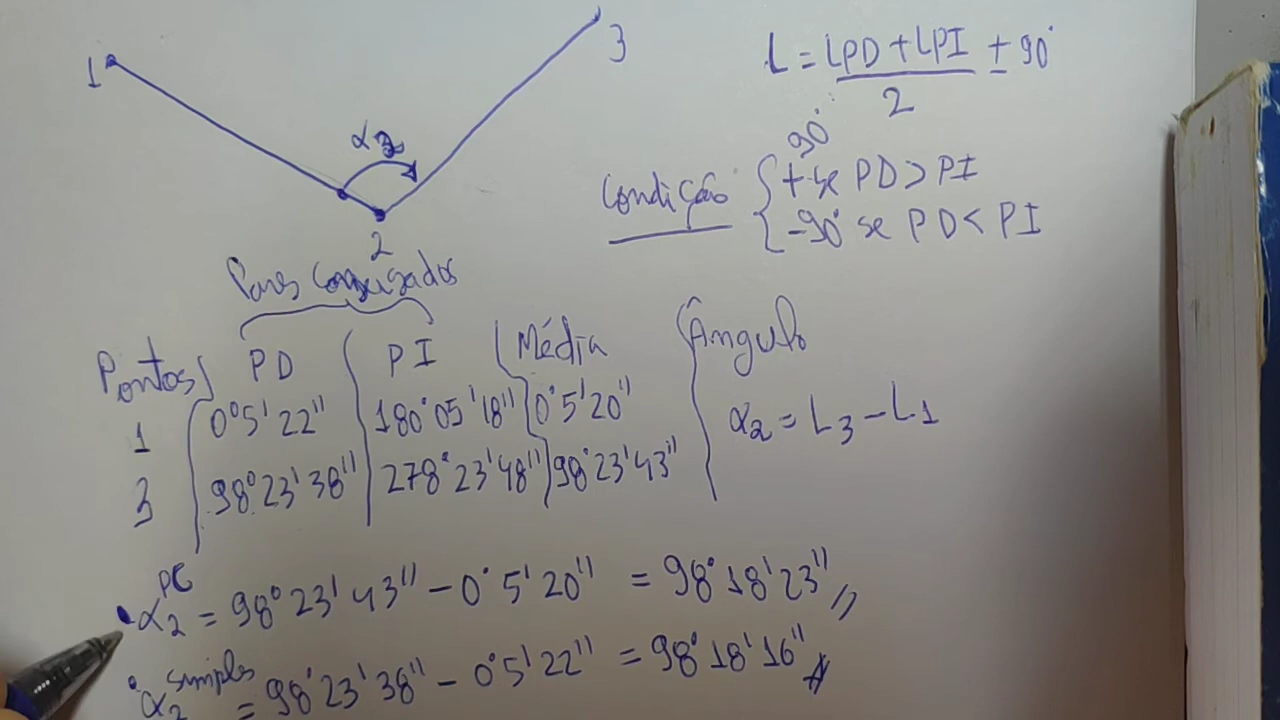 1
3
α2
2
L = LPD + LPI ± 90°
2
Condição { +90° se PD > PI
-90° se PD < PI
Pares Conjugados
Pontos PD PI Média Ângulo
1 0°5'22" 180°05'18" 0°5'20" α2 = L3 - L1
3 98°23'38" 278°23'48" 98°23'43"
α2 PC = 98°23'43" - 0°5'20" = 98°18'23" //
α2 simples = 98°23'38" - 0°5'22" = 98°18'16"